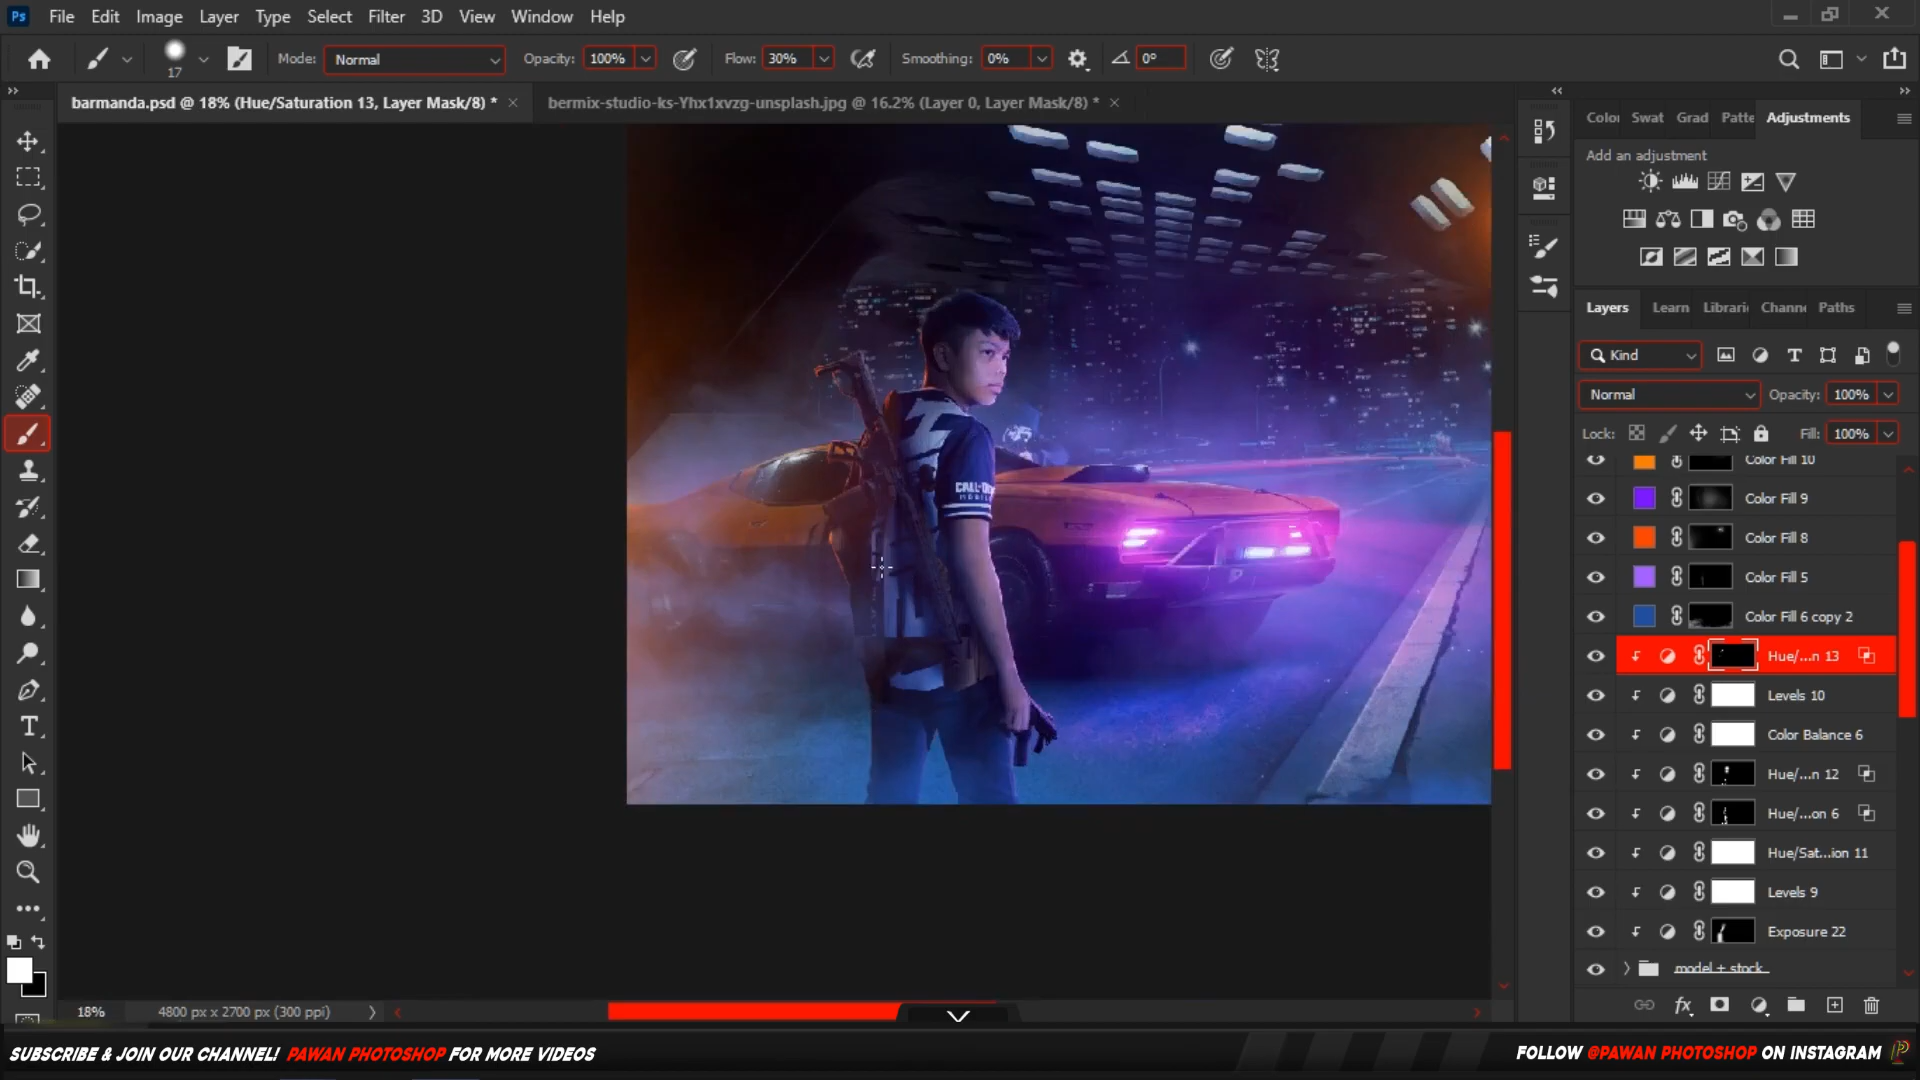 Ps File Edit Image Layer Type Select Filter 3D View Window Help
17 Mode: Normal Opacity: 100% Flow: 30% Smoothing: 0% 0°
barmanda.psd @ 18% (Hue/Saturation 13, Layer Mask/8) * × bermix-studio-ks-Yhx1xvzg-unsplash.jpg @ 16.2% (Layer 0, Layer Mask/8) * ×
Color Swat Grad Patte Adjustments
Add an adjustment
Layers Learn Librari Chann Paths
Kind
Normal Opacity: 100%
Lock: Fill: 100%
Color Fill 10
Color Fill 9
Color Fill 8
Color Fill 5
Color Fill 6 copy 2
Hue/...n 13
Levels 10
Color Balance 6
Hue/...n 12
Hue/...on 6
Hue/Sat...ion 11
Levels 9
Exposure 22
model + stock
CALL OF DUTY
MOBILE
18% 4800 px x 2700 px (300 ppi)
SUBSCRIBE & JOIN OUR CHANNEL! PAWAN PHOTOSHOP FOR MORE VIDEOS
FOLLOW @PAWAN PHOTOSHOP ON INSTAGRAM